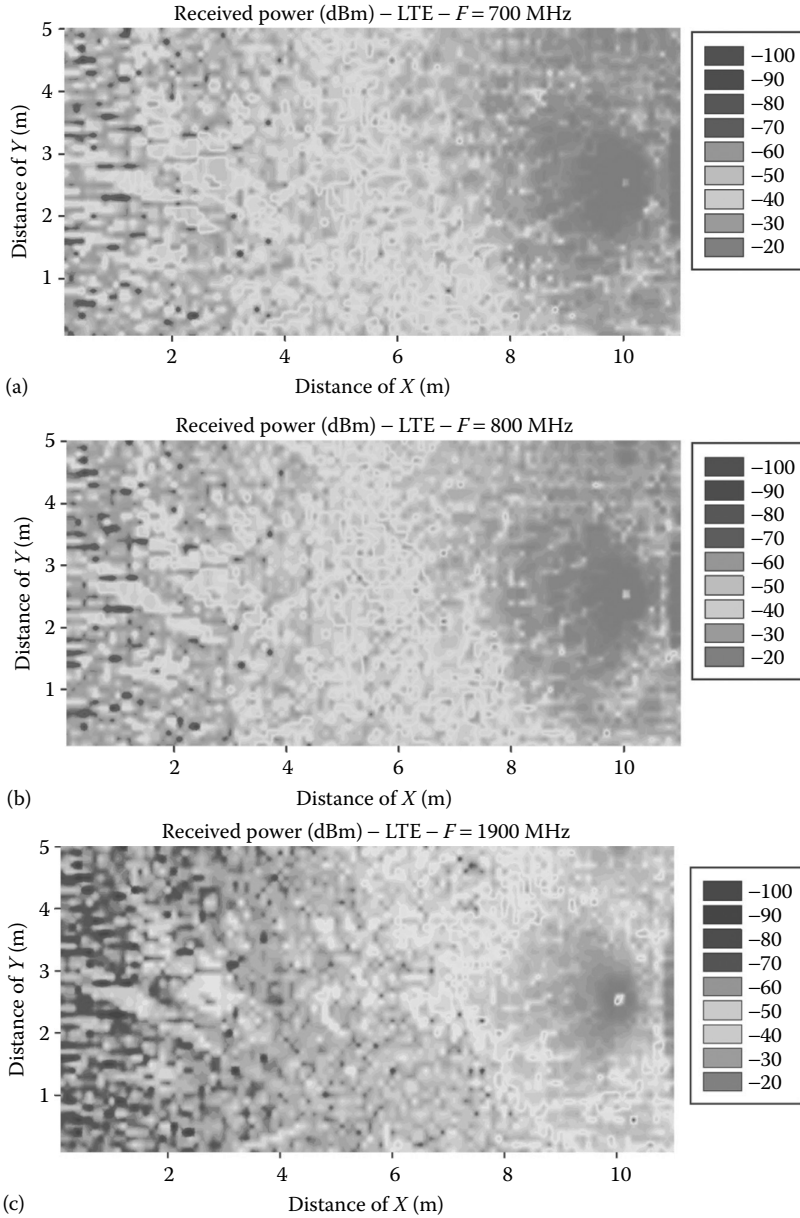 Received power (dBm) – LTE – F = 700 MHz
5
4
3
2
1
Distance of Y (m)
2 4 6 8 10
Distance of X (m)
–100
–90
–80
–70
–60
–50
–40
–30
–20
(a)
Received power (dBm) – LTE – F = 800 MHz
5
4
3
2
1
Distance of Y (m)
2 4 6 8 10
Distance of X (m)
–100
–90
–80
–70
–60
–50
–40
–30
–20
(b)
Received power (dBm) – LTE – F = 1900 MHz
5
4
3
2
1
Distance of Y (m)
2 4 6 8 10
Distance of X (m)
–100
–90
–80
–70
–60
–50
–40
–30
–20
(c)